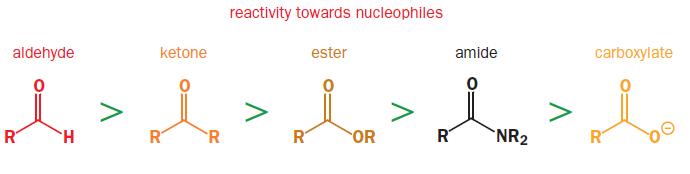 reactivity towards nucleophiles
aldehyde ketone ester amide carboxylate
O O O O O
> > > >
R H R R R OR R NR2 R O⊖